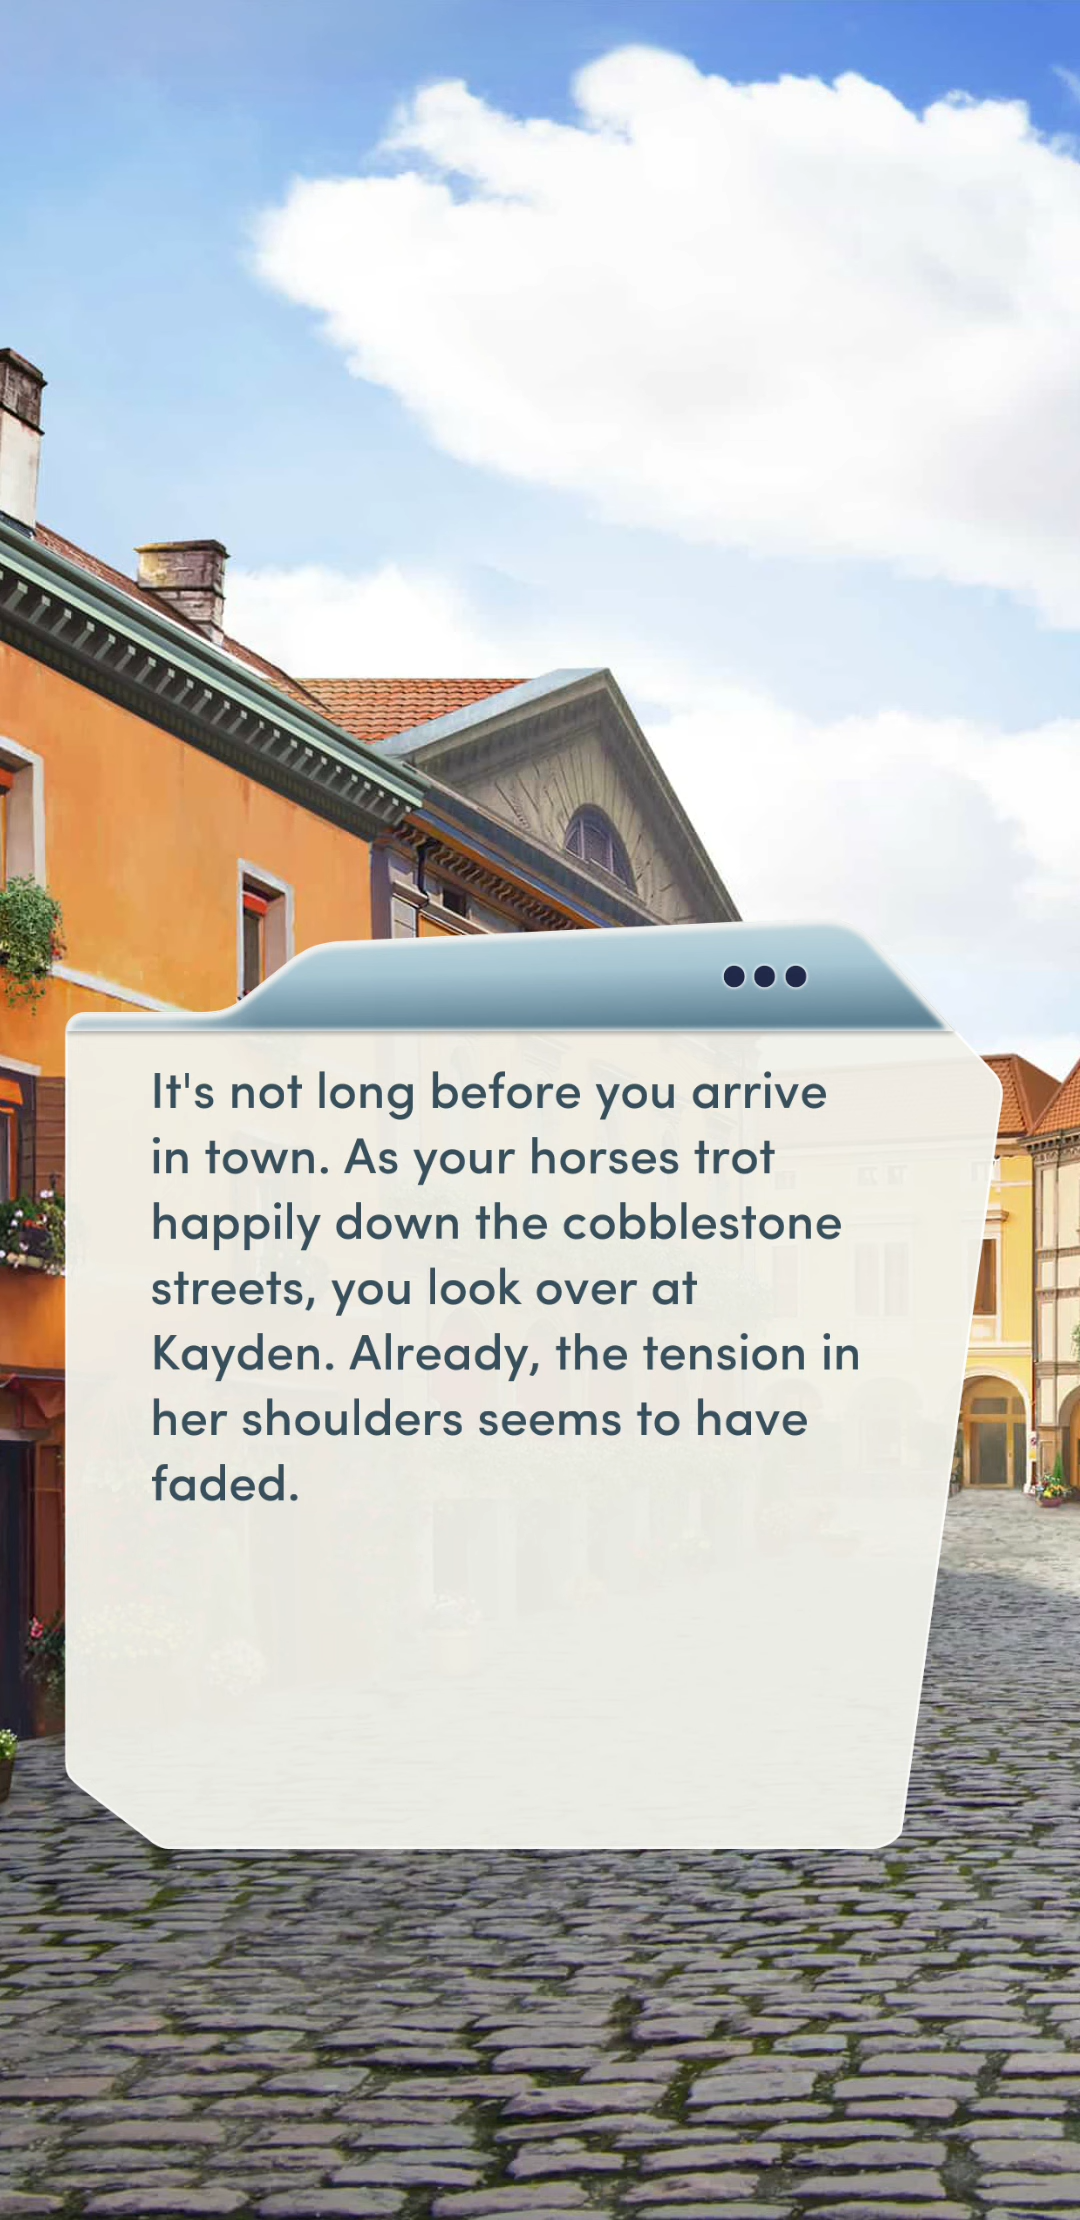 It's not long before you arrive
in town. As your horses trot
happily down the cobblestone
streets, you look over at
Kayden. Already, the tension in
her shoulders seems to have
faded.